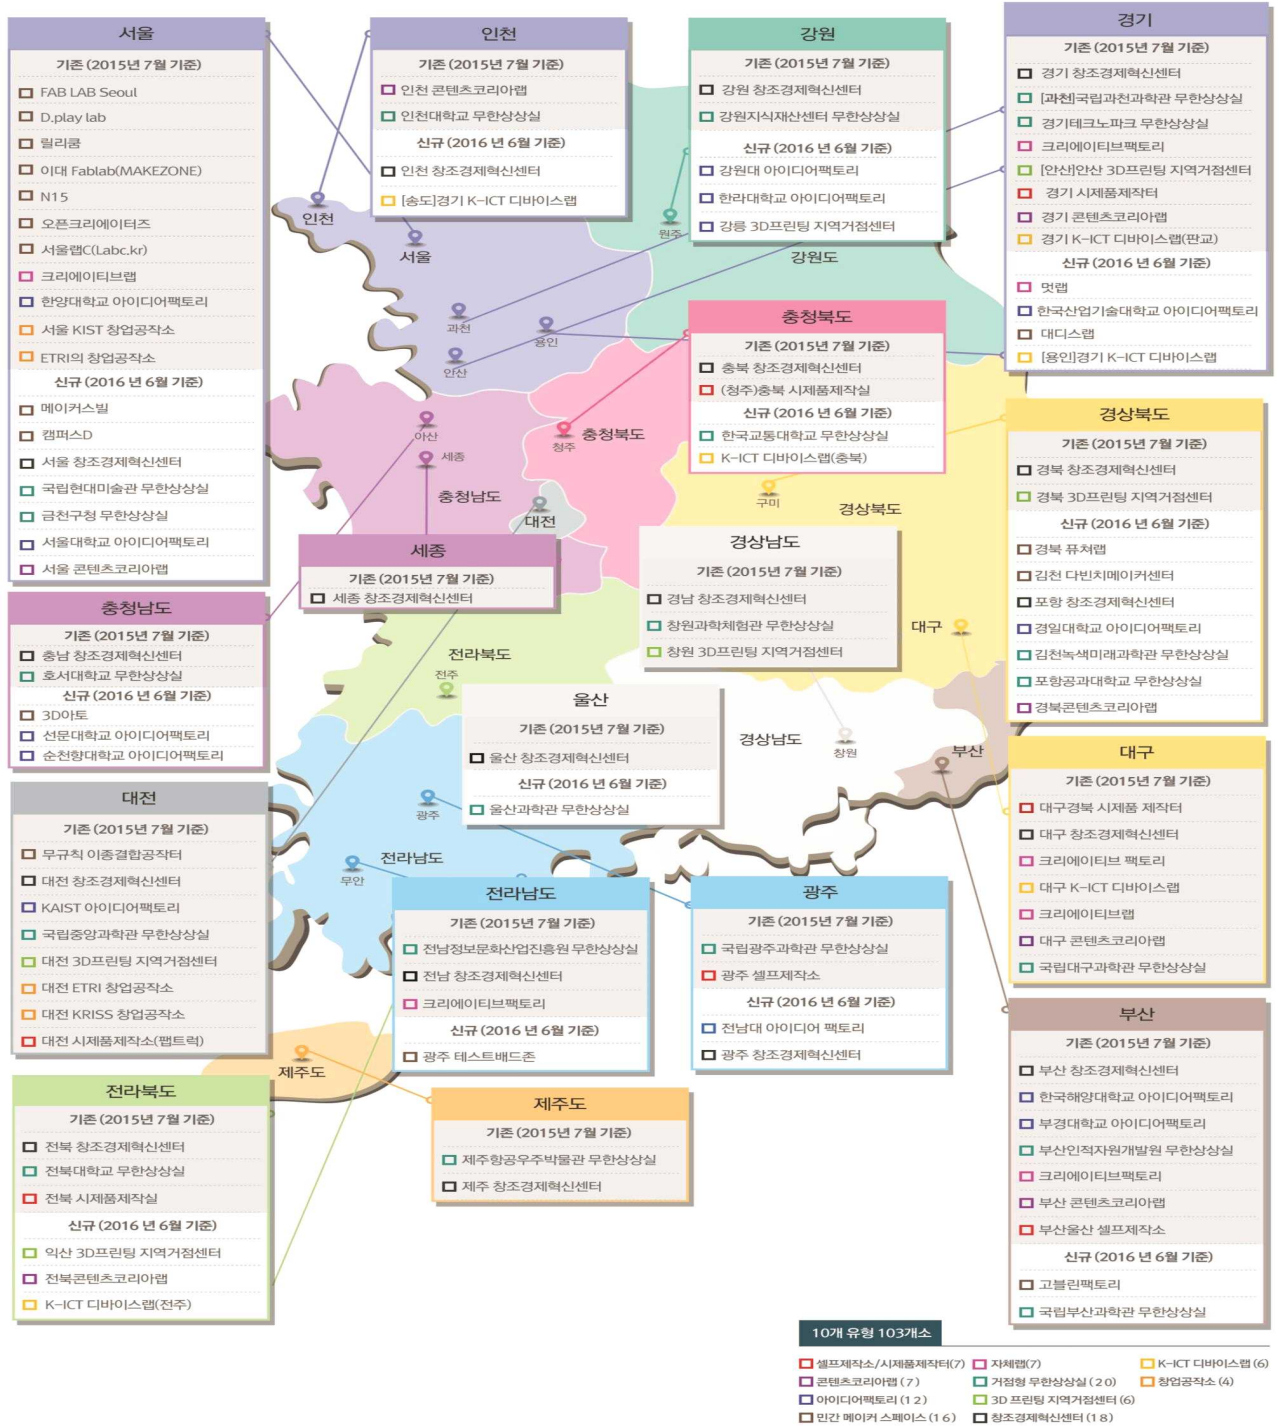 서울
기존 (2015년 7월 기준)
FAB LAB Seoul
D.play lab
릴리쿰
이대 Fablab(MAKEZONE)
N15
오픈크리에이터즈
서울랩C(Labc.kr)
크리에이티브랩
한양대학교 아이디어팩토리
서울 KIST 창업공작소
ETRI의 창업공작소
신규 (2016 년 6월 기준)
메이커스빌
캠퍼스D
서울 창조경제혁신센터
국립현대미술관 무한상상실
금천구청 무한상상실
서울대학교 아이디어팩토리
서울 콘텐츠코리아랩
인천
기존 (2015년 7월 기준)
인천 콘텐츠코리아랩
인천대학교 무한상상실
신규 (2016 년 6월 기준)
인천 창조경제혁신센터
[송도]경기 K-ICT 디바이스랩
강원
기존 (2015년 7월 기준)
강원 창조경제혁신센터
강원지식재산센터 무한상상실
신규 (2016 년 6월 기준)
강원대 아이디어팩토리
한라대학교 아이디어팩토리
강릉 3D프린팅 지역거점센터
경기
기존 (2015년 7월 기준)
경기 창조경제혁신센터
[과천]국립과천과학관 무한상상실
경기테크노파크 무한상상실
크리에이티브팩토리
[안산]안산 3D프린팅 지역거점센터
경기 시제품제작터
경기 콘텐츠코리아랩
경기 K-ICT 디바이스랩(판교)
신규 (2016 년 6월 기준)
멋랩
한국산업기술대학교 아이디어팩토리
대디스랩
[용인]경기 K-ICT 디바이스랩
인천
서울
과천
안산
용인
원주
강원도
충청북도
기존 (2015년 7월 기준)
충북 창조경제혁신센터
(청주)충북 시제품제작실
신규 (2016 년 6월 기준)
한국교통대학교 무한상상실
K-ICT 디바이스랩(충북)
아산
세종
충청남도
청주
충청북도
대전
구미
경상북도
경상북도
기존 (2015년 7월 기준)
경북 창조경제혁신센터
경북 3D프린팅 지역거점센터
신규 (2016 년 6월 기준)
경북 퓨쳐랩
김천 다빈치메이커센터
포항 창조경제혁신센터
경일대학교 아이디어팩토리
김천녹색미래과학관 무한상상실
포항공과대학교 무한상상실
경북콘텐츠코리아랩
세종
기존 (2015년 7월 기준)
세종 창조경제혁신센터
경상남도
기존 (2015년 7월 기준)
경남 창조경제혁신센터
창원과학체험관 무한상상실
창원 3D프린팅 지역거점센터
대구
충청남도
기존 (2015년 7월 기준)
충남 창조경제혁신센터
호서대학교 무한상상실
신규 (2016 년 6월 기준)
3D아토
선문대학교 아이디어팩토리
순천향대학교 아이디어팩토리
전라북도
전주
울산
기존 (2015년 7월 기준)
울산 창조경제혁신센터
신규 (2016 년 6월 기준)
울산과학관 무한상상실
경상남도
창원
부산
대구
기존 (2015년 7월 기준)
대구경북 시제품 제작터
대구 창조경제혁신센터
크리에이티브 팩토리
대구 K-ICT 디바이스랩
크리에이티브랩
대구 콘텐츠코리아랩
국립대구과학관 무한상상실
대전
기존 (2015년 7월 기준)
무규칙 이종결합공작터
대전 창조경제혁신센터
KAIST 아이디어팩토리
국립중앙과학관 무한상상실
대전 3D프린팅 지역거점센터
대전 ETRI 창업공작소
대전 KRISS 창업공작소
대전 시제품제작소(팹트럭)
광주
전라남도
무안
전라남도
기존 (2015년 7월 기준)
전남정보문화산업진흥원 무한상상실
전남 창조경제혁신센터
크리에이티브팩토리
신규 (2016 년 6월 기준)
광주 테스트배드존
광주
기존 (2015년 7월 기준)
국립광주과학관 무한상상실
광주 셀프제작소
신규 (2016 년 6월 기준)
전남대 아이디어 팩토리
광주 창조경제혁신센터
부산
기존 (2015년 7월 기준)
부산 창조경제혁신센터
한국해양대학교 아이디어팩토리
부경대학교 아이디어팩토리
부산인적자원개발원 무한상상실
크리에이티브팩토리
부산 콘텐츠코리아랩
부산울산 셀프제작소
신규 (2016 년 6월 기준)
고블린팩토리
국립부산과학관 무한상상실
제주도
전라북도
기존 (2015년 7월 기준)
전북 창조경제혁신센터
전북대학교 무한상상실
전북 시제품제작실
신규 (2016 년 6월 기준)
익산 3D프린팅 지역거점센터
전북콘텐츠코리아랩
K-ICT 디바이스랩(전주)
제주도
기존 (2015년 7월 기준)
제주항공우주박물관 무한상상실
제주 창조경제혁신센터
10개 유형 103개소
셀프제작소/시제품제작터(7) 자체랩(7) K-ICT 디바이스랩 (6)
콘텐츠코리아랩 (7) 거점형 무한상상실 (20) 창업공작소 (4)
아이디어팩토리 (12) 3D 프린팅 지역거점센터 (6)
민간 메이커 스페이스 (16) 창조경제혁신센터 (18)